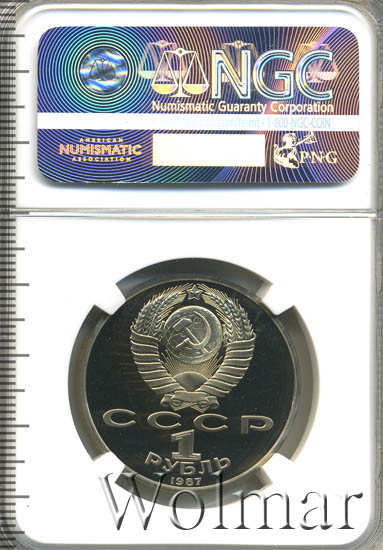 NGC
Numismatic Guaranty Corporation
1-800-NGC-COIN
AMERICAN
NUMISMATIC
ASSOCIATION
PNG
СССР
1
РУБЛЬ
1987
Wolmar